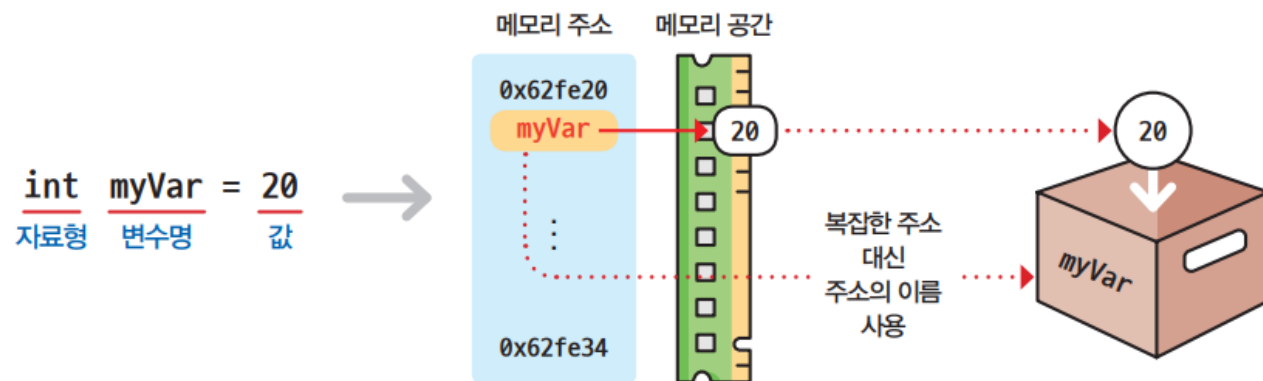 메모리 주소
메모리 공간
0x62fe20
myVar
20
20
int myVar = 20
자료형 변수명 값
⋮
0x62fe34
복잡한 주소
대신
주소의 이름
사용
myVar